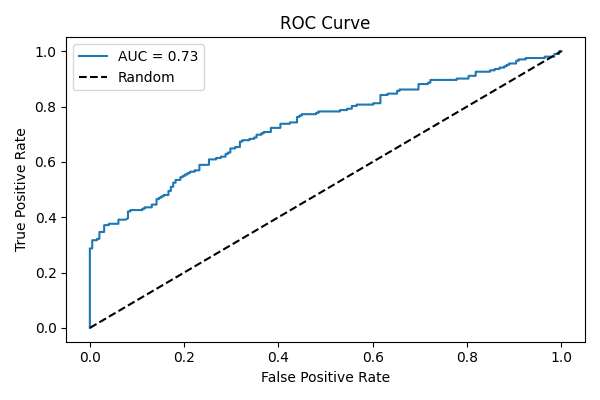 ROC Curve
AUC = 0.73
Random
True Positive Rate
1.0
0.8
0.6
0.4
0.2
0.0
0.0 0.2 0.4 0.6 0.8 1.0
False Positive Rate